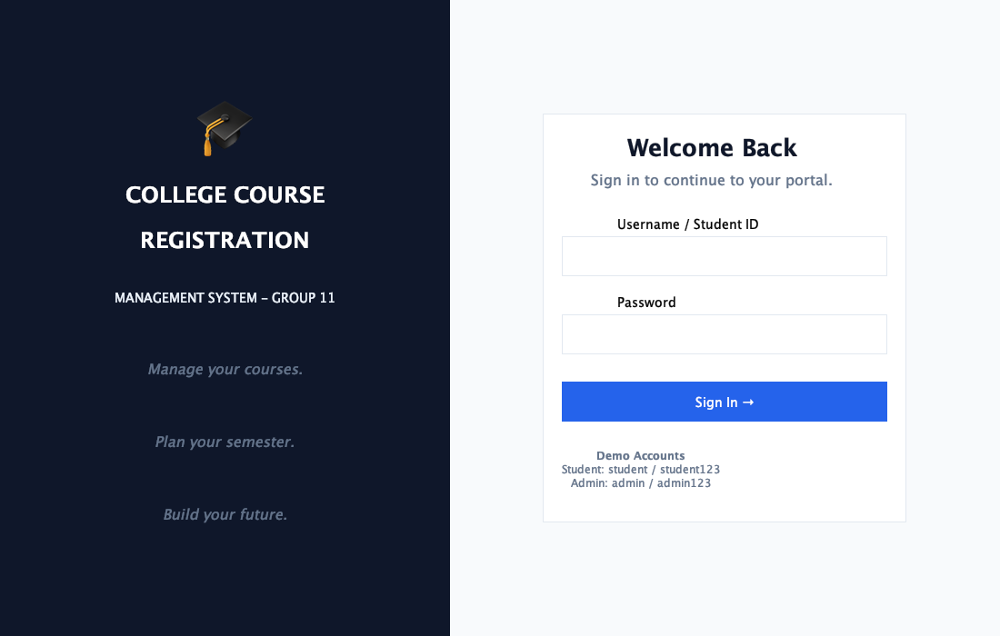 COLLEGE COURSE
REGISTRATION
MANAGEMENT SYSTEM – GROUP 11
Manage your courses.
Plan your semester.
Build your future.
Welcome Back
Sign in to continue to your portal.
Username / Student ID
Password
Sign In →
Demo Accounts
Student: student / student123
Admin: admin / admin123